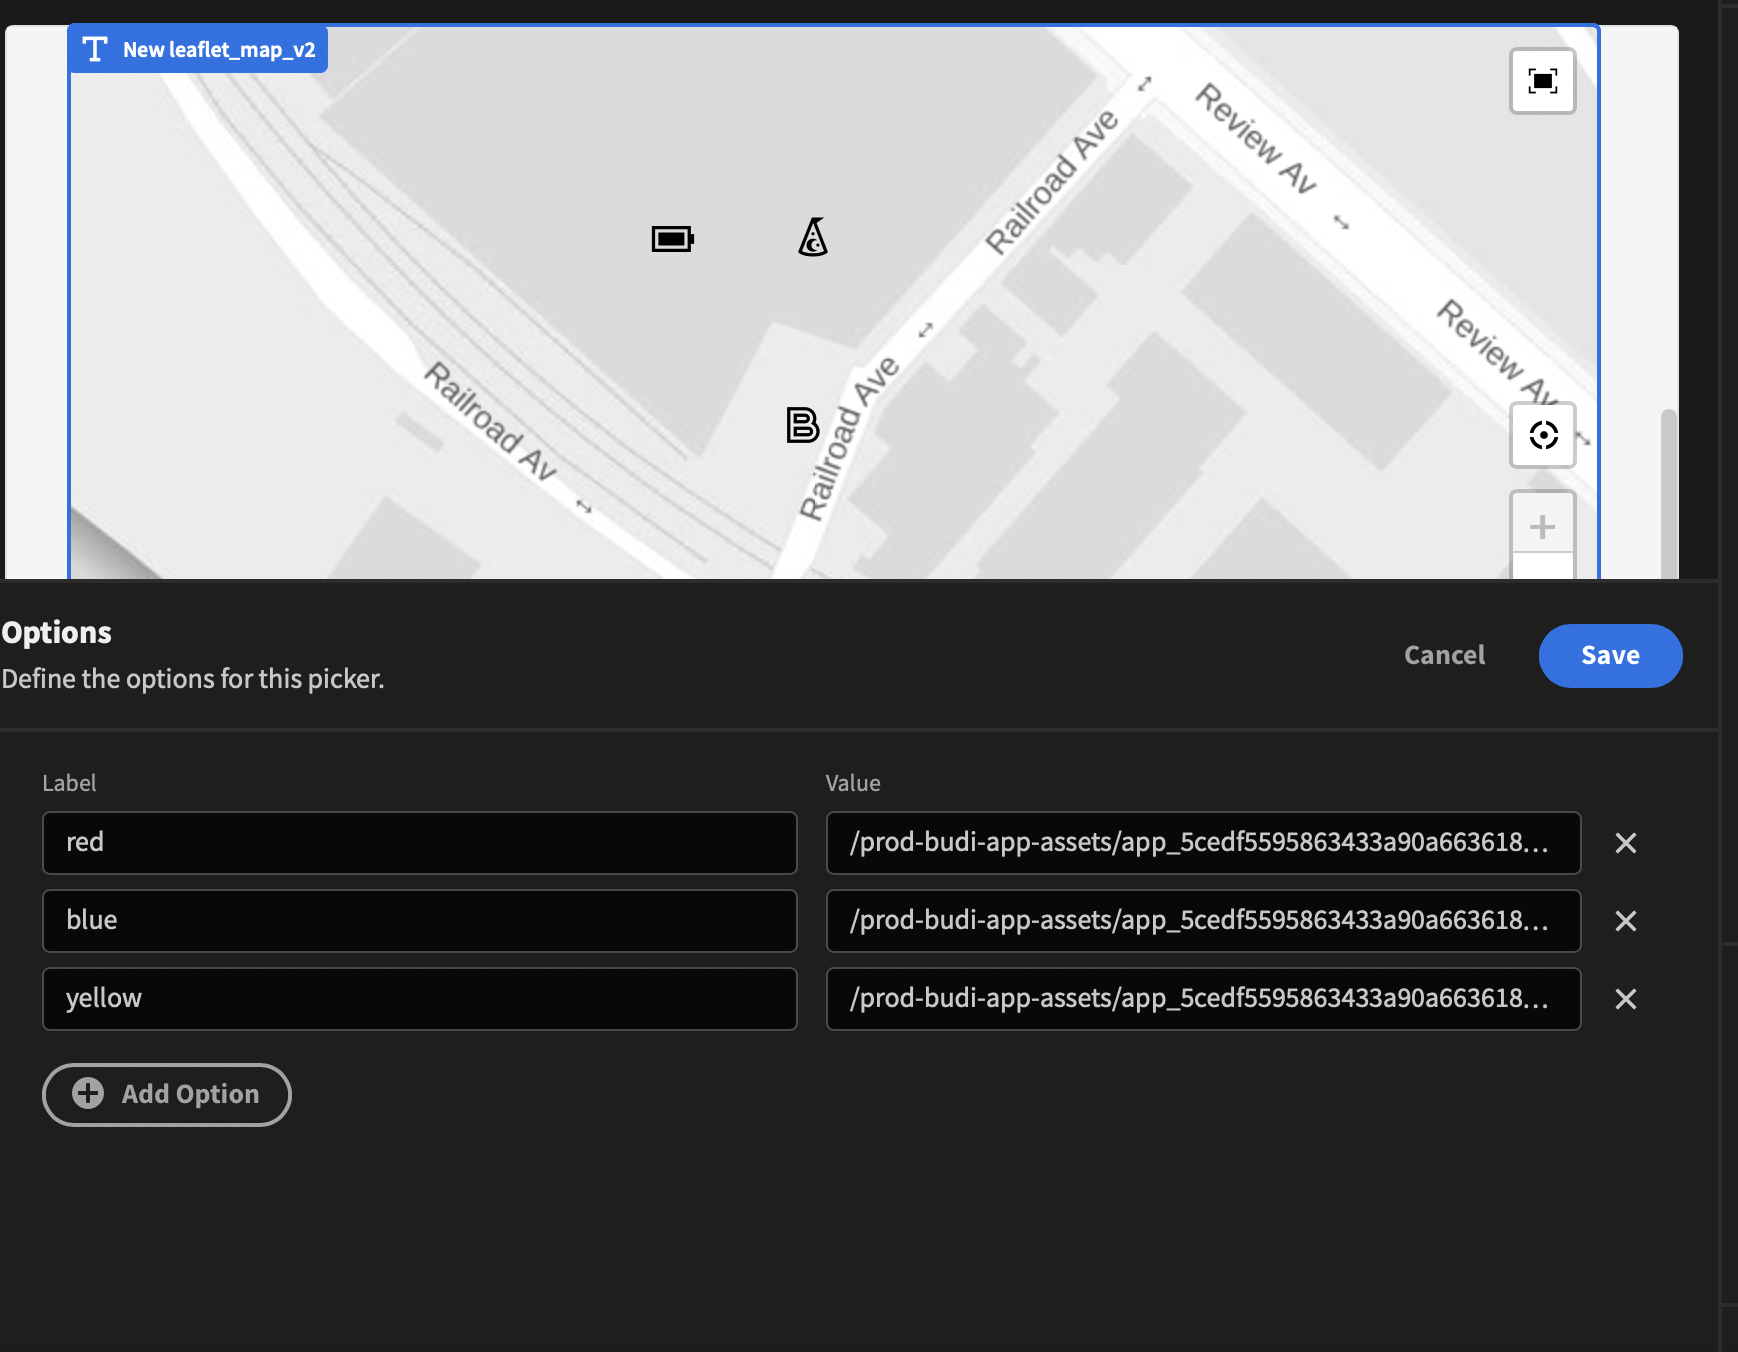 New leaflet_map_v2
Review Av
Railroad Ave
Review Av
Railroad Ave
Railroad Av
B
+
Options
Define the options for this picker.
Cancel
Save
Label
Value
red
/prod-budi-app-assets/app_5cedf5595863433a90a663618...
blue
/prod-budi-app-assets/app_5cedf5595863433a90a663618...
yellow
/prod-budi-app-assets/app_5cedf5595863433a90a663618...
Add Option